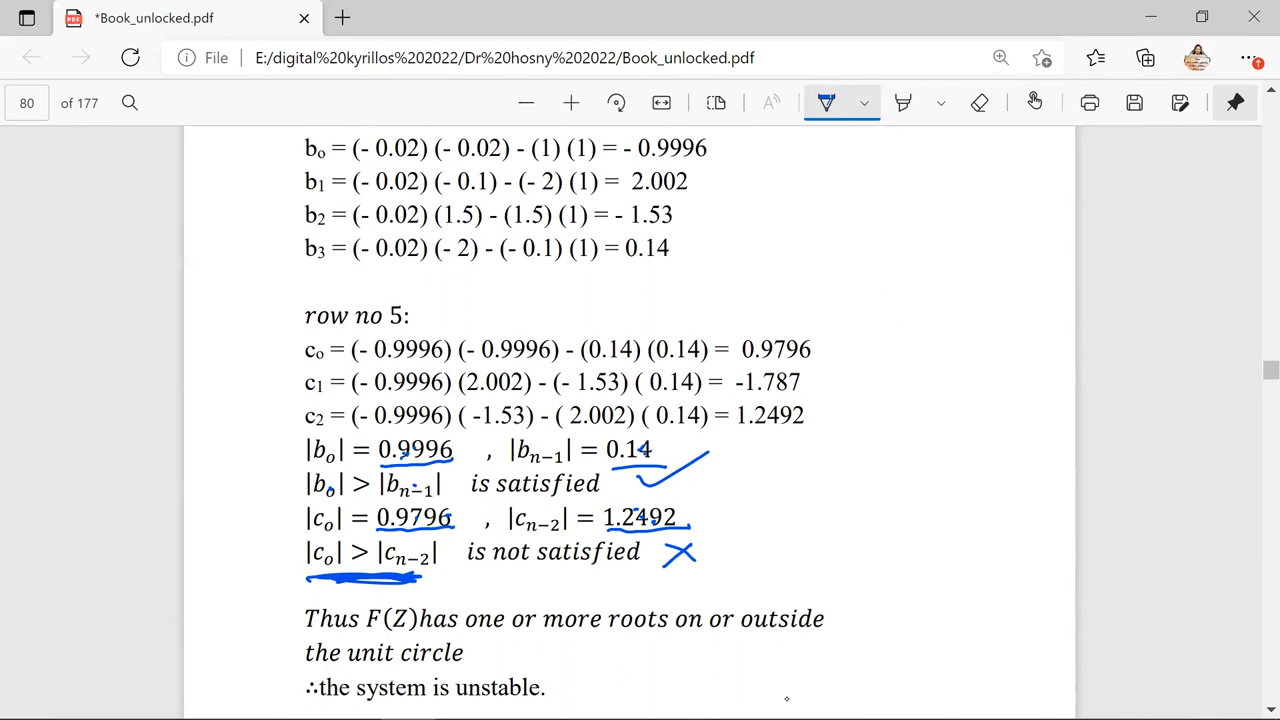 *Book_unlocked.pdf
File E:/digital%20kyrillos%202022/Dr%20hosny%202022/Book_unlocked.pdf
80 of 177
bₒ = (- 0.02) (- 0.02) - (1) (1) = - 0.9996
b₁ = (- 0.02) (- 0.1) - (- 2) (1) = 2.002
b₂ = (- 0.02) (1.5) - (1.5) (1) = - 1.53
b₃ = (- 0.02) (- 2) - (- 0.1) (1) = 0.14
row no 5:
cₒ = (- 0.9996) (- 0.9996) - (0.14) (0.14) = 0.9796
c₁ = (- 0.9996) (2.002) - (- 1.53) ( 0.14) = -1.787
c₂ = (- 0.9996) ( -1.53) - ( 2.002) ( 0.14) = 1.2492
|bₒ| = 0.9996 , |bₙ₋₁| = 0.14
|bₒ| > |bₙ₋₁| is satisfied
|cₒ| = 0.9796 , |cₙ₋₂| = 1.2492
|cₒ| > |cₙ₋₂| is not satisfied
Thus F(Z)has one or more roots on or outside
the unit circle
∴the system is unstable.